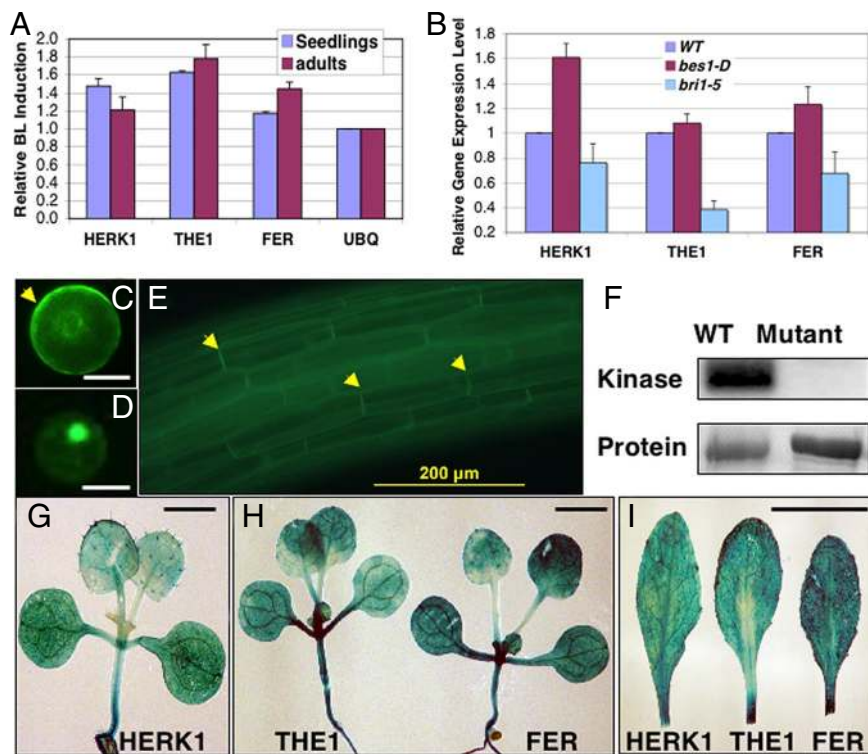 A
Relative BL Induction
2.0
1.8
1.6
1.4
1.2
1.0
0.8
0.6
0.4
0.2
0.0
Seedlings
adults
HERK1 THE1 FER UBQ
B
Relative Gene Expression Level
1.8
1.6
1.4
1.2
1
0.8
0.6
0.4
0.2
WT
bes1-D
bri1-5
HERK1 THE1 FER
C
D
E
200 µm
F
WT Mutant
Kinase
Protein
G
HERK1
H
THE1 FER
I
HERK1 THE1 FER